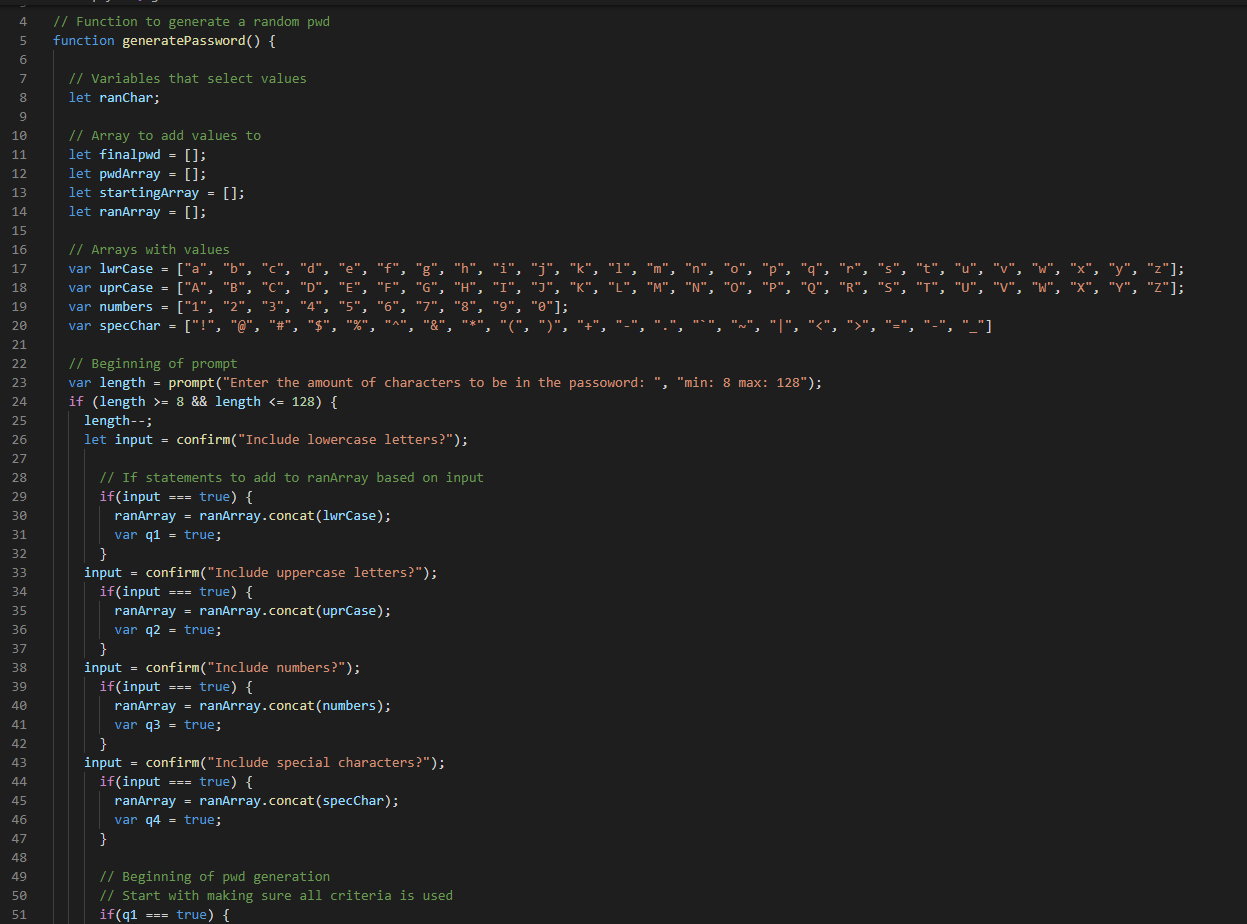 4 // Function to generate a random pwd
5 function generatePassword() {
6
7 // Variables that select values
8 let ranChar;
9
10 // Array to add values to
11 let finalpwd = [];
12 let pwdArray = [];
13 let startingArray = [];
14 let ranArray = [];
15
16 // Arrays with values
17 var lwrCase = ["a", "b", "c", "d", "e", "f", "g", "h", "i", "j", "k", "l", "m", "n", "o", "p", "q", "r", "s", "t", "u", "v", "w", "x", "y", "z"];
18 var uprCase = ["A", "B", "C", "D", "E", "F", "G", "H", "I", "J", "K", "L", "M", "N", "O", "P", "Q", "R", "S", "T", "U", "V", "W", "X", "Y", "Z"];
19 var numbers = ["1", "2", "3", "4", "5", "6", "7", "8", "9", "0"];
20 var specChar = ["!", "@", "#", "$", "%", "^", "&", "*", "(", ")", "+", "-", ".", "`", "~", "|", "<", ">", "=", "-", "_"]
21
22 // Beginning of prompt
23 var length = prompt("Enter the amount of characters to be in the passoword: ", "min: 8 max: 128");
24 if (length >= 8 && length <= 128) {
25 length--;
26 let input = confirm("Include lowercase letters?");
27
28 // If statements to add to ranArray based on input
29 if(input === true) {
30 ranArray = ranArray.concat(lwrCase);
31 var q1 = true;
32 }
33 input = confirm("Include uppercase letters?");
34 if(input === true) {
35 ranArray = ranArray.concat(uprCase);
36 var q2 = true;
37 }
38 input = confirm("Include numbers?");
39 if(input === true) {
40 ranArray = ranArray.concat(numbers);
41 var q3 = true;
42 }
43 input = confirm("Include special characters?");
44 if(input === true) {
45 ranArray = ranArray.concat(specChar);
46 var q4 = true;
47 }
48
49 // Beginning of pwd generation
50 // Start with making sure all criteria is used
51 if(q1 === true) {